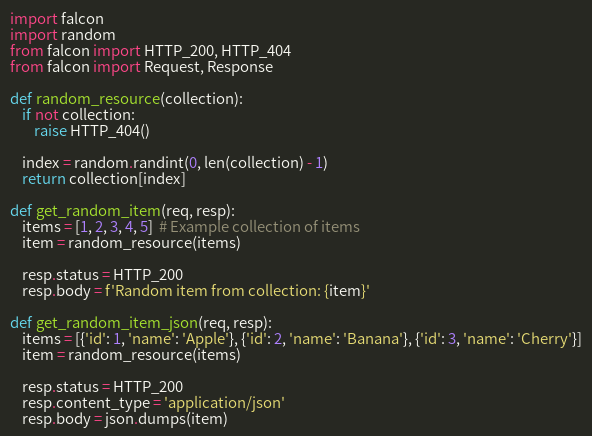 import falcon
import random
from falcon import HTTP_200, HTTP_404
from falcon import Request, Response

def random_resource(collection):
    if not collection:
        raise HTTP_404()

    index = random.randint(0, len(collection) - 1)
    return collection[index]

def get_random_item(req, resp):
    items = [1, 2, 3, 4, 5]  # Example collection of items
    item = random_resource(items)

    resp.status = HTTP_200
    resp.body = f'Random item from collection: {item}'

def get_random_item_json(req, resp):
    items = [{'id': 1, 'name': 'Apple'}, {'id': 2, 'name': 'Banana'}, {'id': 3, 'name': 'Cherry'}]
    item = random_resource(items)

    resp.status = HTTP_200
    resp.content_type = 'application/json'
    resp.body = json.dumps(item)